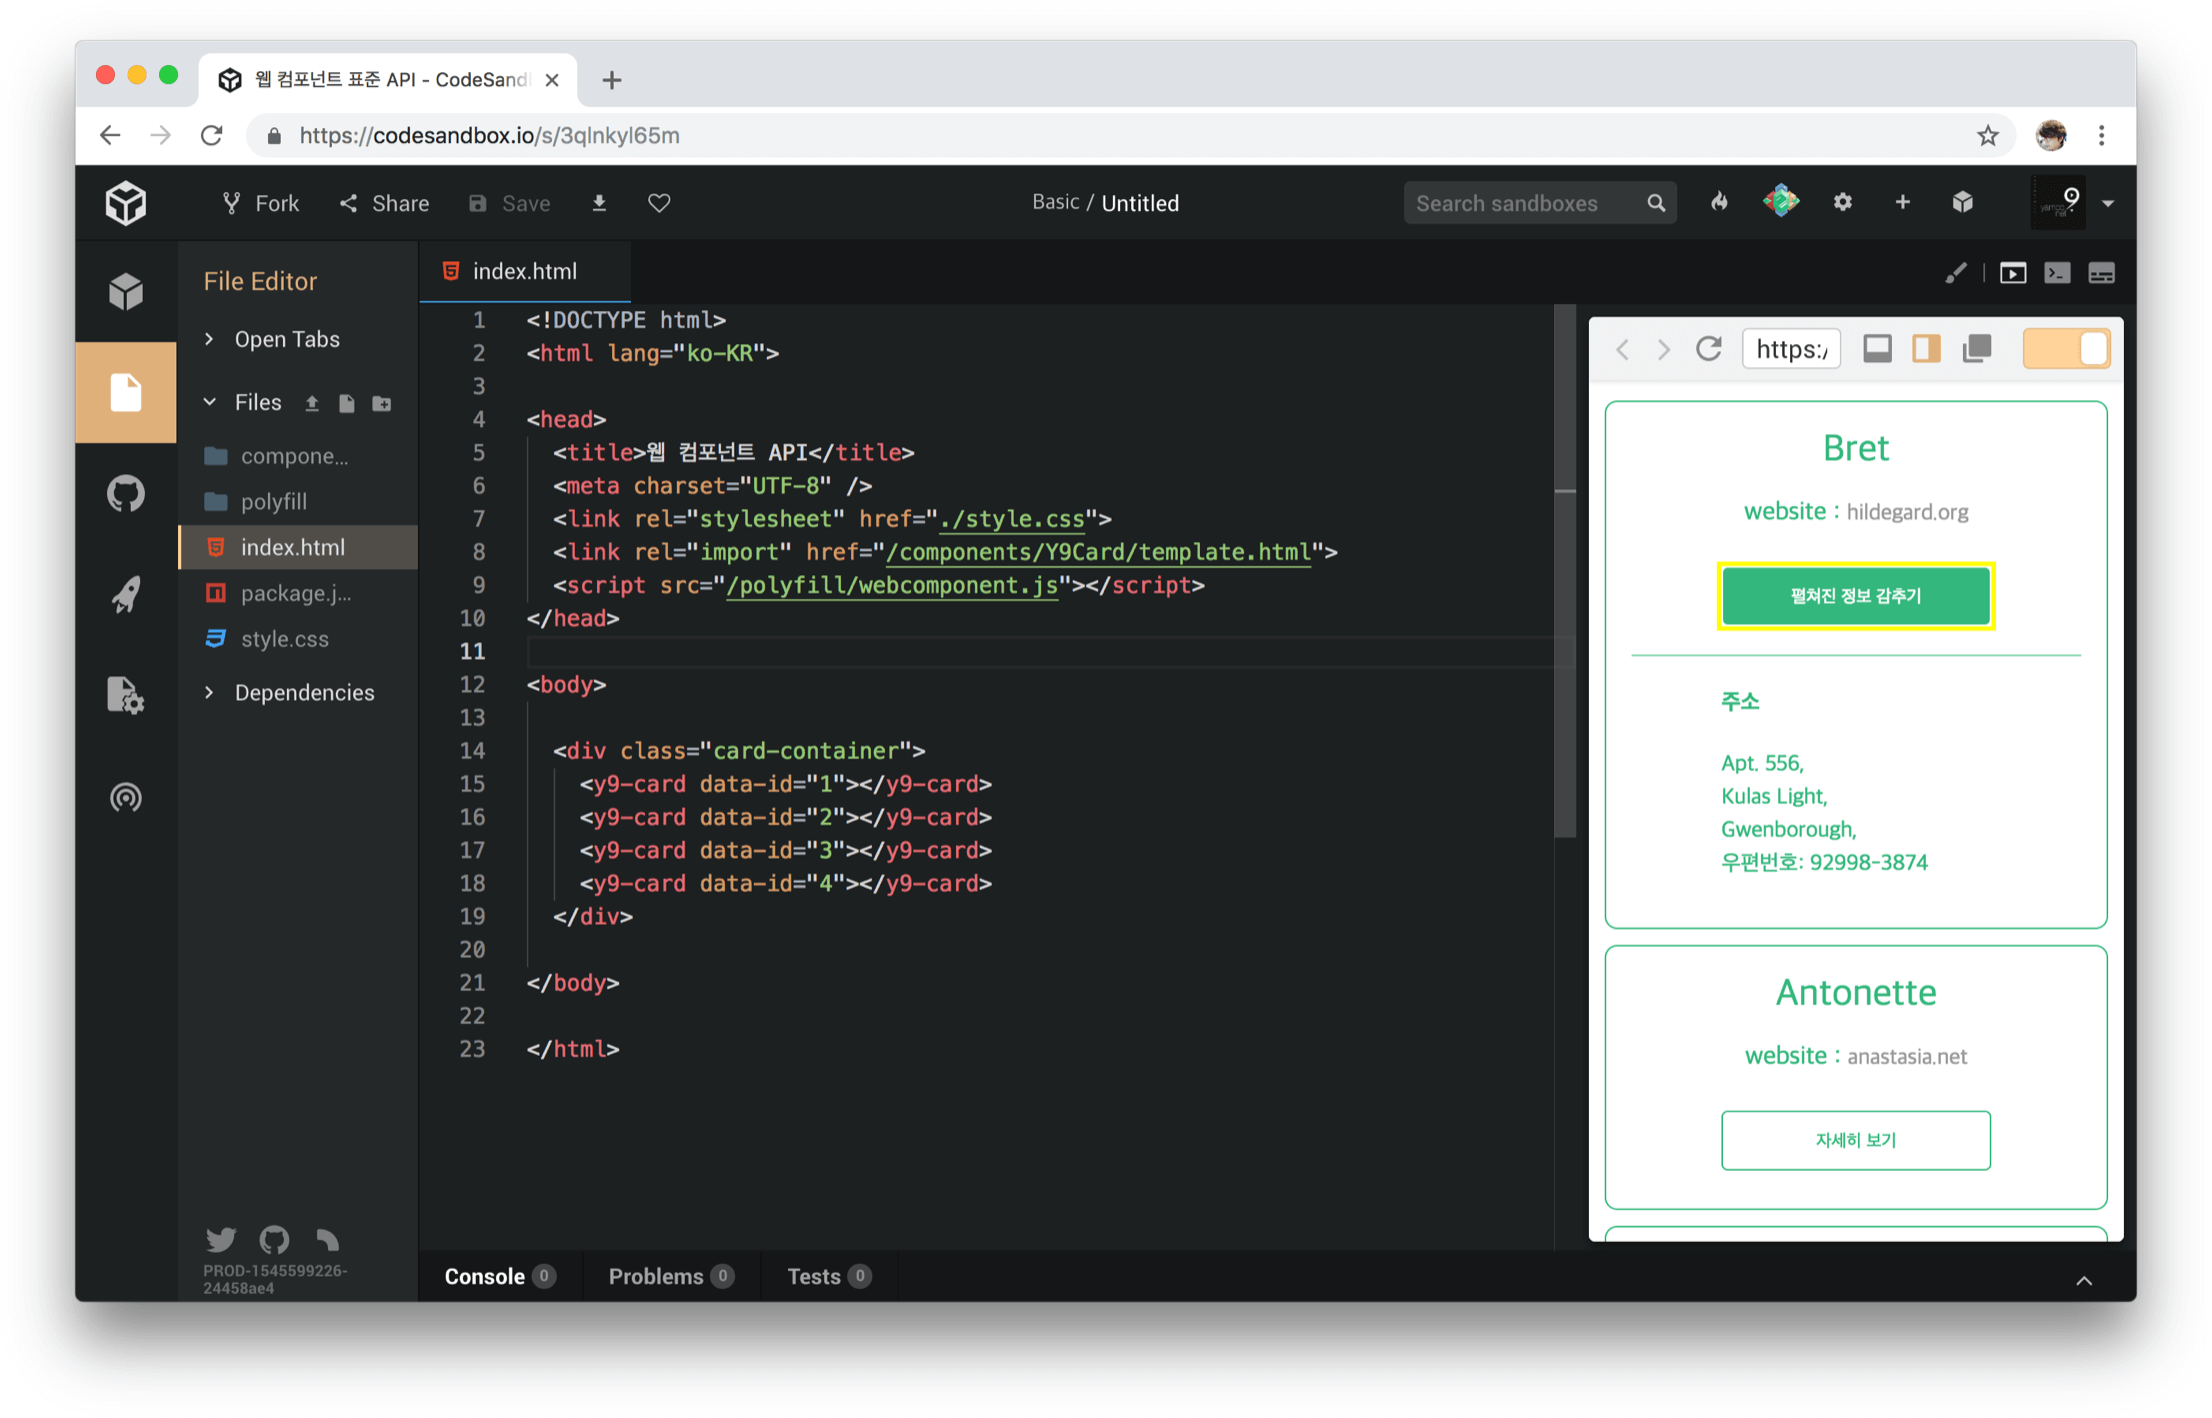 웹 컴포넌트 표준 API - CodeSand
https://codesandbox.io/s/3qlnkyl65m
Fork Share Save
Basic / Untitled
Search sandboxes
File Editor
Open Tabs
Files
compone...
polyfill
index.html
package.j...
style.css
Dependencies
PROD-1545599226-
24458ae4
index.html
1 <!DOCTYPE html>
2 <html lang="ko-KR">
3
4 <head>
5 <title>웹 컴포넌트 API</title>
6 <meta charset="UTF-8" />
7 <link rel="stylesheet" href="./style.css">
8 <link rel="import" href="/components/Y9Card/template.html">
9 <script src="/polyfill/webcomponent.js"></script>
10 </head>
11
12 <body>
13
14 <div class="card-container">
15 <y9-card data-id="1"></y9-card>
16 <y9-card data-id="2"></y9-card>
17 <y9-card data-id="3"></y9-card>
18 <y9-card data-id="4"></y9-card>
19 </div>
20
21 </body>
22
23 </html>
https:/
Bret
website : hildegard.org
펼쳐진 정보 감추기
주소
Apt. 556,
Kulas Light,
Gwenborough,
우편번호: 92998-3874
Antonette
website : anastasia.net
자세히 보기
Console 0 Problems 0 Tests 0